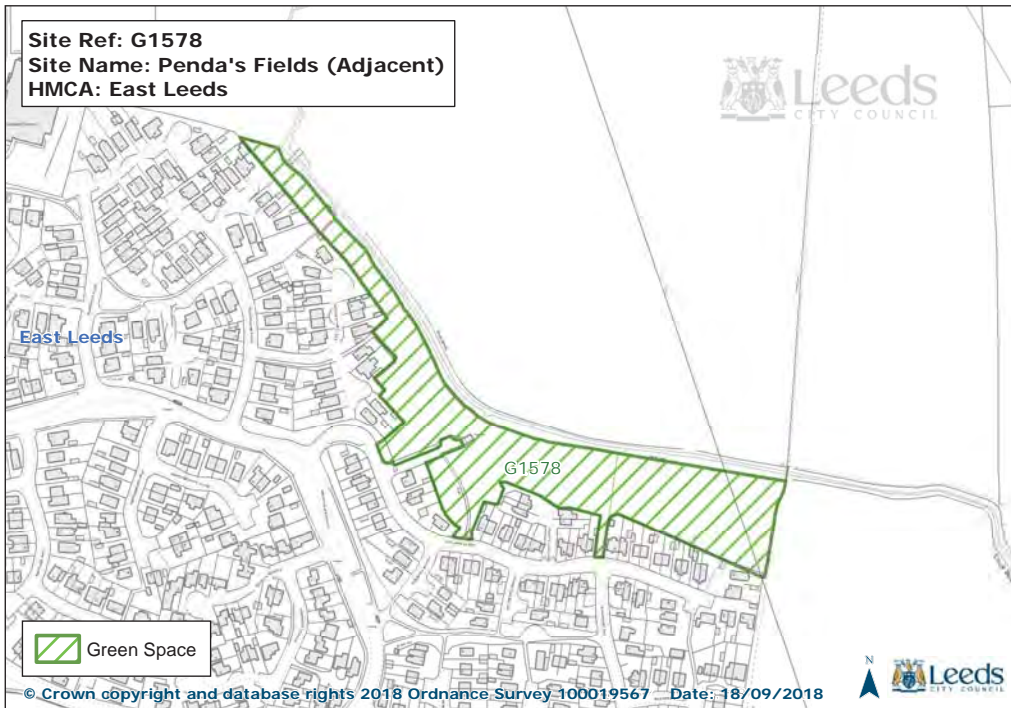 Site Ref: G1578
Site Name: Penda's Fields (Adjacent)
HMCA: East Leeds
Leeds
CITY COUNCIL
East Leeds
G1578
Green Space
© Crown copyright and database rights 2018 Ordnance Survey 100019567 Date: 18/09/2018
N
Leeds
CITY COUNCIL